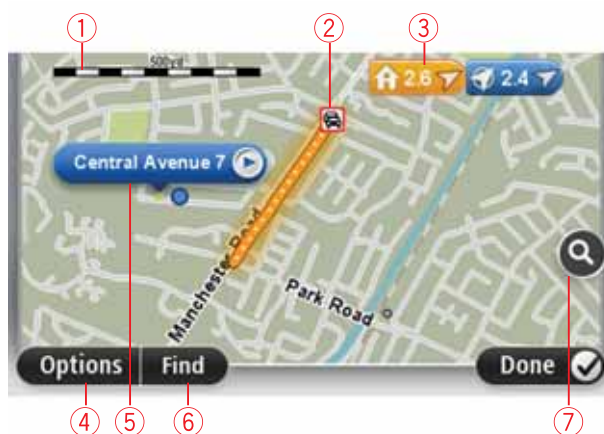 ① ② ③
500yd
2.6 2.4
Central Avenue 7
Manchester Road
Park Road
Options Find Done
④ ⑤ ⑥ ⑦